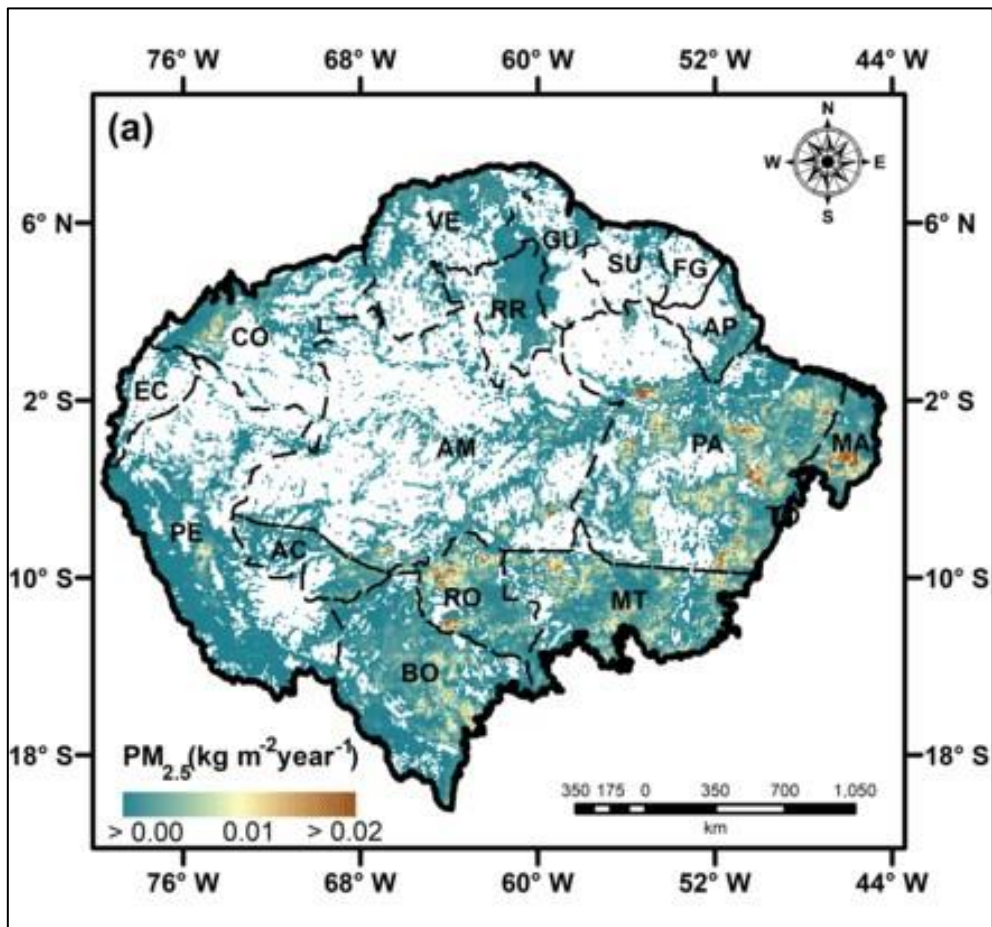 76° W 68° W 60° W 52° W 44° W
(a)
N
W E
S
6° N 6° N
VE
GU
SU
FG
RR
AP
CO
EC
2° S 2° S
AM
PA
MA
PE
AC
TO
10° S 10° S
RO
MT
BO
18° S 18° S
PM2.5(kg m-2year-1)
> 0.00 0.01 > 0.02
350 175 0 350 700 1,050
km
76° W 68° W 60° W 52° W 44° W